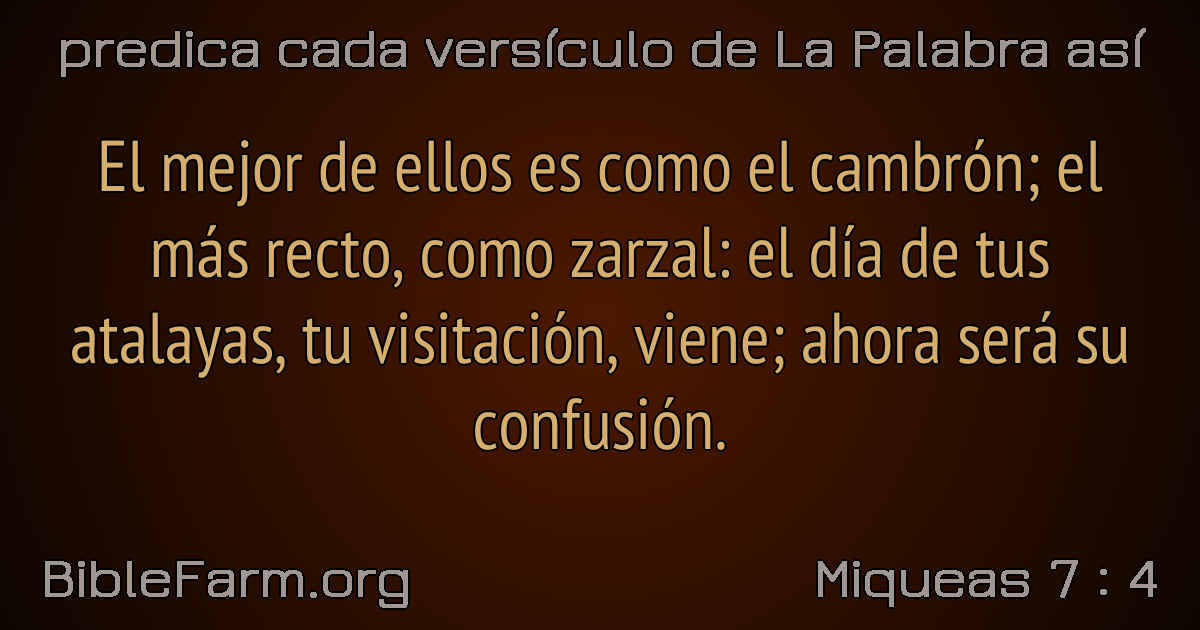 predica cada versículo de La Palabra así
El mejor de ellos es como el cambrón; el
más recto, como zarzal: el día de tus
atalayas, tu visitación, viene; ahora será su
confusión.
BibleFarm.org
Miqueas 7 : 4